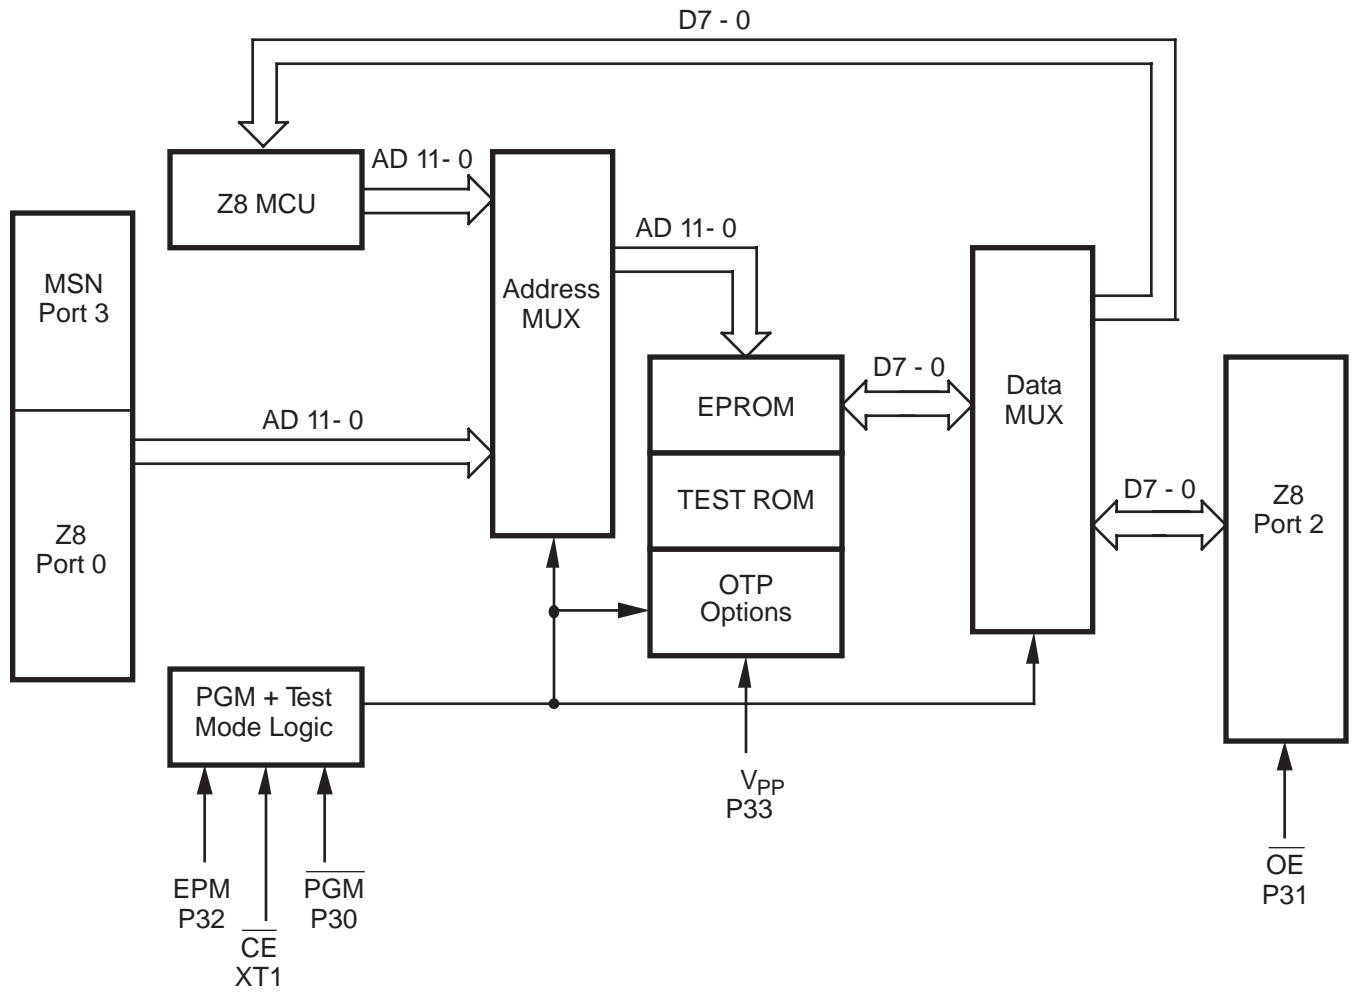 D7 - 0
AD 11- 0
Z8 MCU
AD 11- 0
MSN
Port 3
Address
MUX
D7 - 0
Data
MUX
EPROM
AD 11- 0
D7 - 0
TEST ROM
Z8
Port 2
Z8
Port 0
OTP
Options
PGM + Test
Mode Logic
VPP
P33
EPM
P32
CE
XT1
PGM
P30
OE
P31